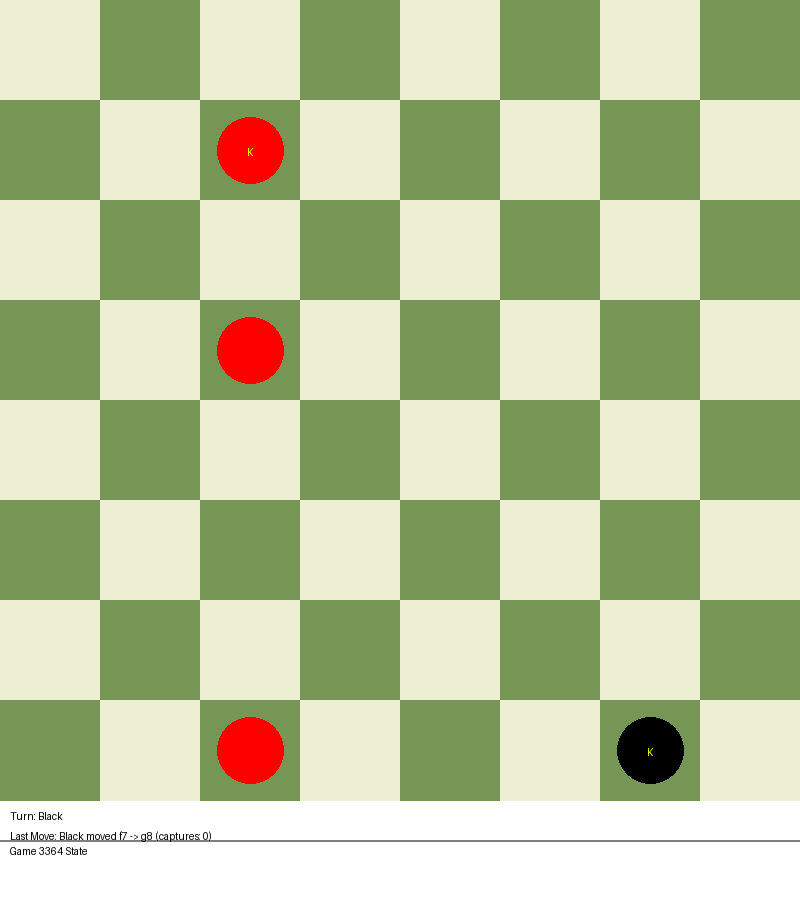 K
K
Turn: Black
Last Move: Black moved f7 -> g8 (captures: 0)
Game 3364 State